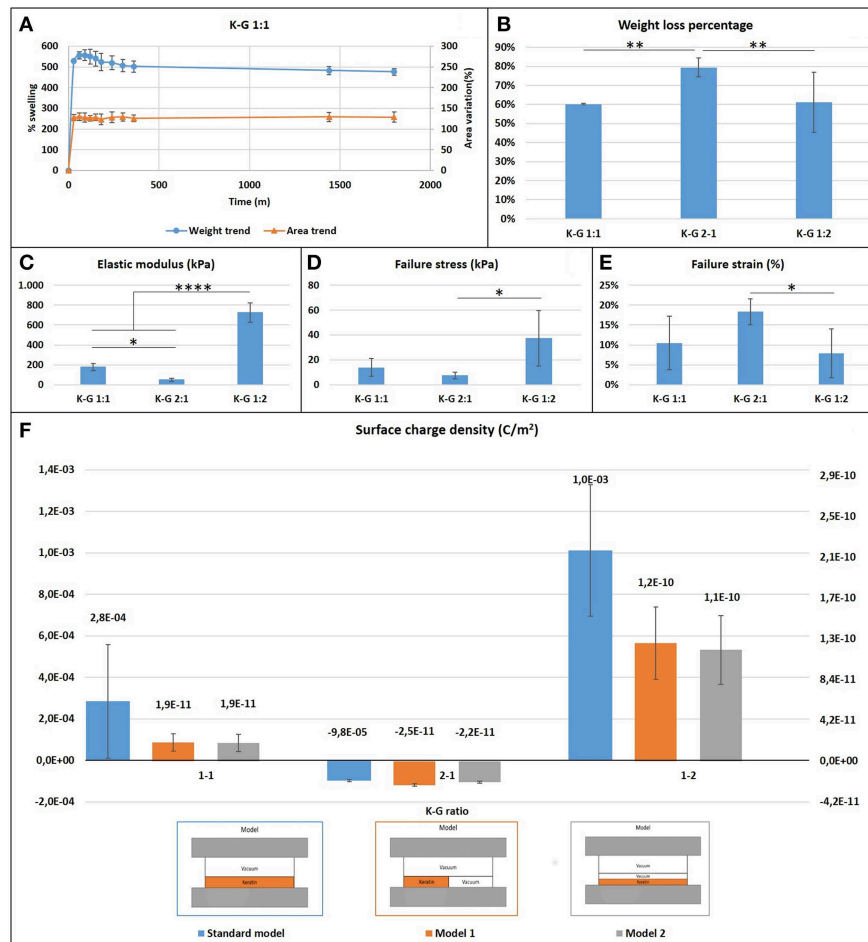 A
K-G 1:1
600
500
400
300
200
100
0
% swelling
300
250
200
150
100
50
0
Area variation(%)
0 500 1000 1500 2000
Time (m)
Weight trend Area trend
B
Weight loss percentage
** **
90%
80%
70%
60%
50%
40%
30%
20%
10%
0%
K-G 1:1 K-G 2-1 K-G 1:2
C
Elastic modulus (kPa)
1.000
800
600
400
200
0
****
*
K-G 1:1 K-G 2:1 K-G 1:2
D
Failure stress (kPa)
80
60
40
20
0
*
K-G 1:1 K-G 2:1 K-G 1:2
E
Failure strain (%)
25%
20%
15%
10%
5%
0%
*
K-G 1:1 K-G 2:1 K-G 1:2
F
Surface charge density (C/m²)
1,4E-03
1,2E-03
1,0E-03
8,0E-04
6,0E-04
4,0E-04
2,0E-04
0,0E+00
-2,0E-04
2,8E-04
1,9E-11 1,9E-11
-9,8E-05 -2,5E-11 -2,2E-11
1,0E-03
1,2E-10
1,1E-10
2,9E-10
2,5E-10
2,1E-10
1,7E-10
1,3E-10
8,4E-11
4,2E-11
0,0E+00
-4,2E-11
1-1 2-1 1-2
K-G ratio
Model
Vacuum
Keratin
Model
Vacuum
Keratin Vacuum
Model
Vacuum
Vacuum
Keratin
Standard model Model 1 Model 2